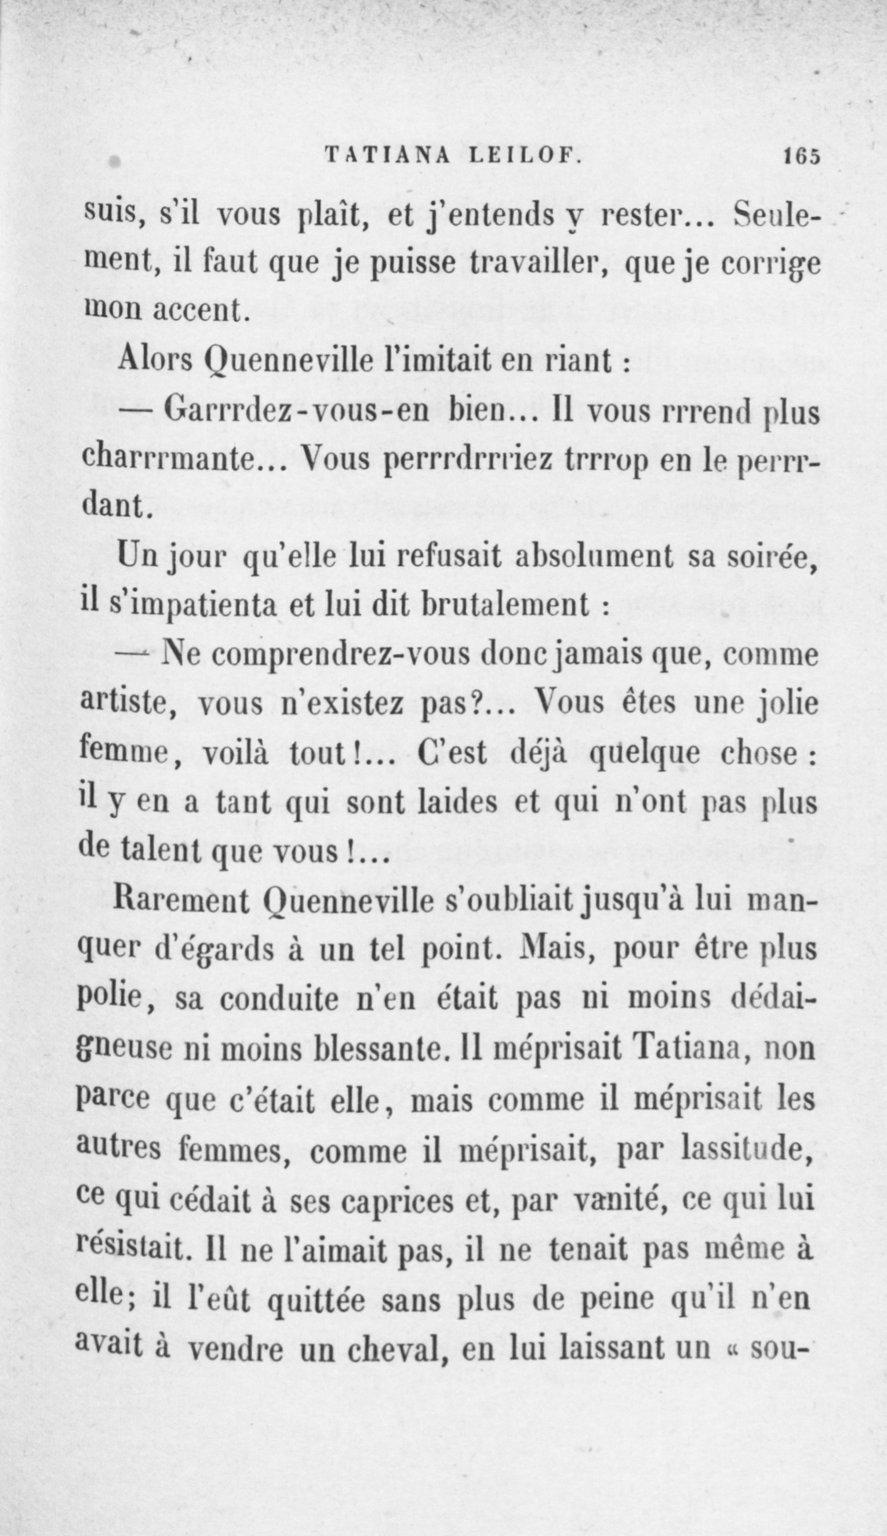 TATIANA LEILOF. 165
suis, s'il vous plaît, et j'entends y rester... Seule-
ment, il faut que je puisse travailler, que je corrige
mon accent.
Alors Quenneville l'imitait en riant :
— Garrrdez-vous-en bien... Il vous rrrend plus
charrrmante... Vous perrrdrrriez trrrop en le perrr-
dant.
Un jour qu'elle lui refusait absolument sa soirée,
il s'impatienta et lui dit brutalement :
— Ne comprendrez-vous donc jamais que, comme
artiste, vous n'existez pas?... Vous êtes une jolie
femme, voilà tout!... C'est déjà quelque chose :
il y en a tant qui sont laides et qui n'ont pas plus
de talent que vous!...
Rarement Quenneville s'oubliait jusqu'à lui man-
quer d'égards à un tel point. Mais, pour être plus
polie, sa conduite n'en était pas ni moins dédai-
gneuse ni moins blessante. Il méprisait Tatiana, non
parce que c'était elle, mais comme il méprisait les
autres femmes, comme il méprisait, par lassitude,
ce qui cédait à ses caprices et, par vanité, ce qui lui
résistait. Il ne l'aimait pas, il ne tenait pas même à
elle; il l'eût quittée sans plus de peine qu'il n'en
avait à vendre un cheval, en lui laissant un « sou-